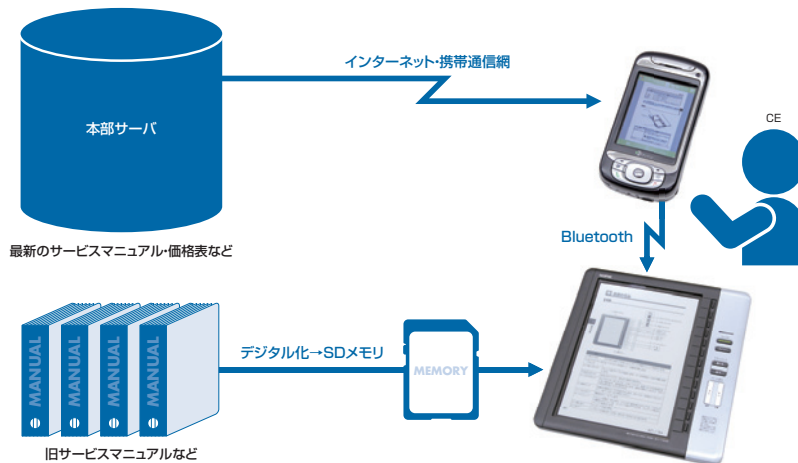 インターネット・携帯通信網
本部サーバ
CE
最新のサービスマニュアル・価格表など
Bluetooth
MANUAL
MANUAL
MANUAL
MANUAL
デジタル化→SDメモリ
MEMORY
旧サービスマニュアルなど